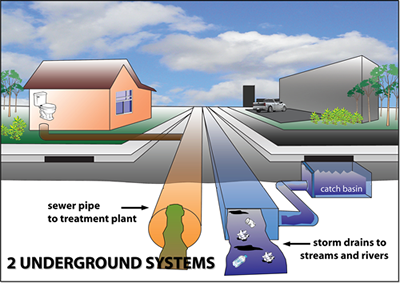 catch basin
sewer pipe
to treatment plant
storm drains to
streams and rivers
2 UNDERGROUND SYSTEMS